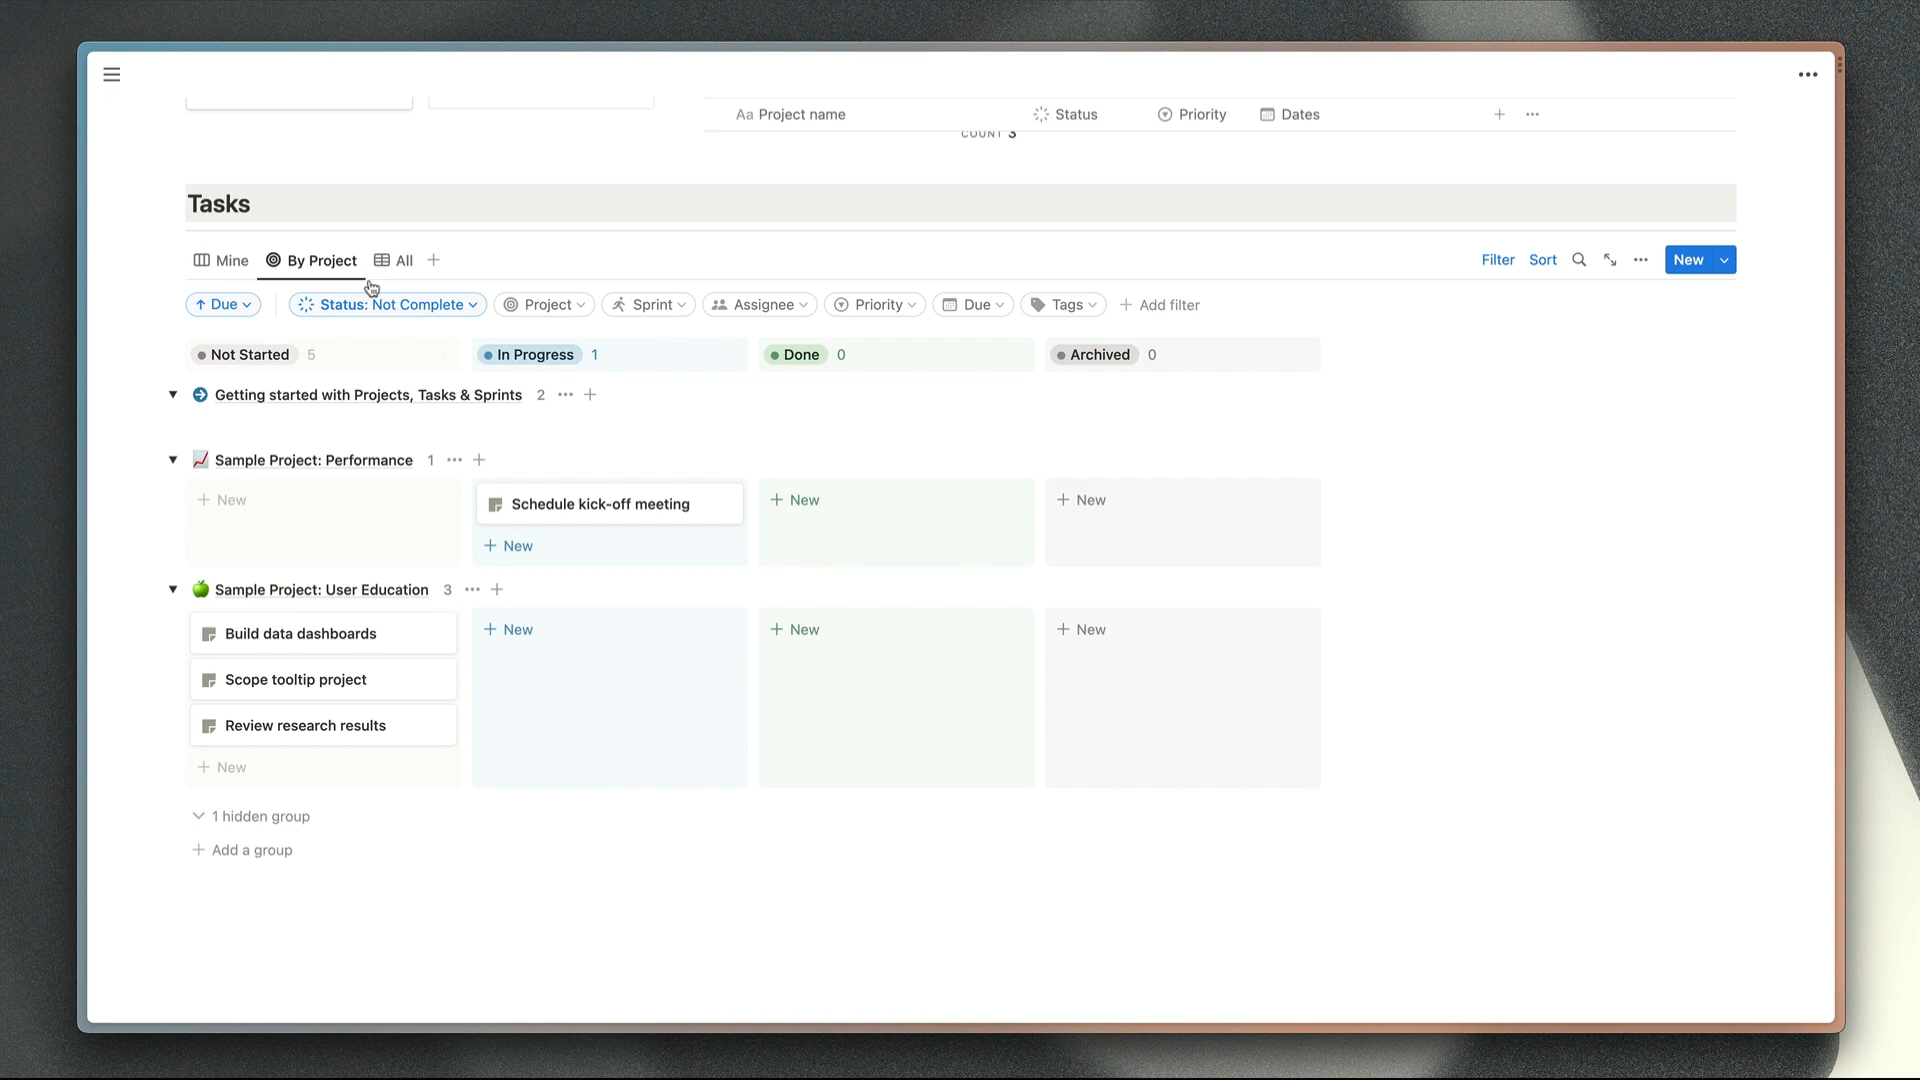 Aa Project name Status Priority Dates
COUNT 3
Tasks
Mine By Project All Filter Sort New
↑ Due Status: Not Complete Project Sprint Assignee Priority Due Tags + Add filter
Not Started 5 In Progress 1 Done 0 Archived 0
Getting started with Projects, Tasks & Sprints 2
Sample Project: Performance 1
+ New Schedule kick-off meeting + New + New
+ New
Sample Project: User Education 3
Build data dashboards + New + New + New
Scope tooltip project
Review research results
+ New
1 hidden group
+ Add a group